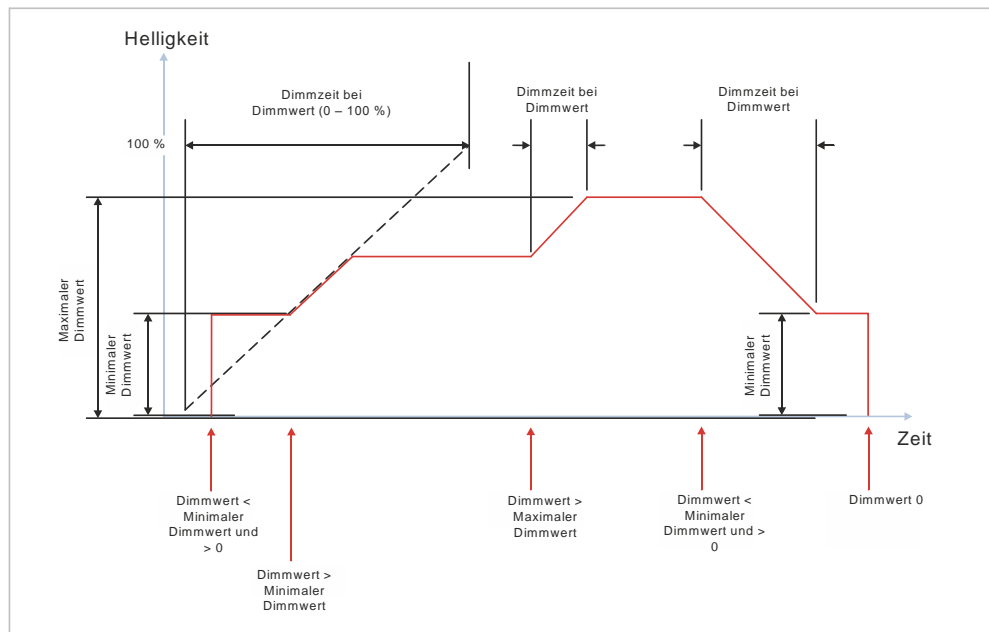 Helligkeit
Dimmzeit bei
Dimmwert (0 – 100 %)
Dimmzeit bei
Dimmwert
Dimmzeit bei
Dimmwert
100 %
Maximaler
Dimmwert
Minimaler
Dimmwert
Minimaler
Dimmwert
Zeit
Dimmwert <
Minimaler
Dimmwert und
> 0
Dimmwert >
Minimaler
Dimmwert
Dimmwert >
Maximaler
Dimmwert
Dimmwert <
Minimaler
Dimmwert und >
0
Dimmwert 0